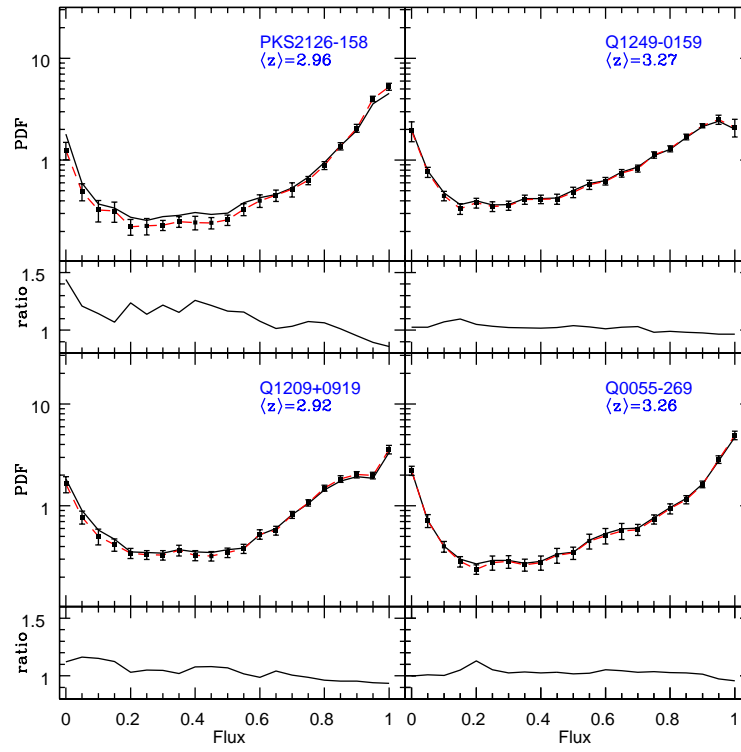 PKS2126-158
⟨z⟩=2.96
Q1249-0159
⟨z⟩=3.27
10
1
PDF
1.5
1
ratio
Q1209+0919
⟨z⟩=2.92
Q0055-269
⟨z⟩=3.26
10
1
PDF
1.5
1
ratio
0 0.2 0.4 0.6 0.8 1
0 0.2 0.4 0.6 0.8 1
Flux
Flux